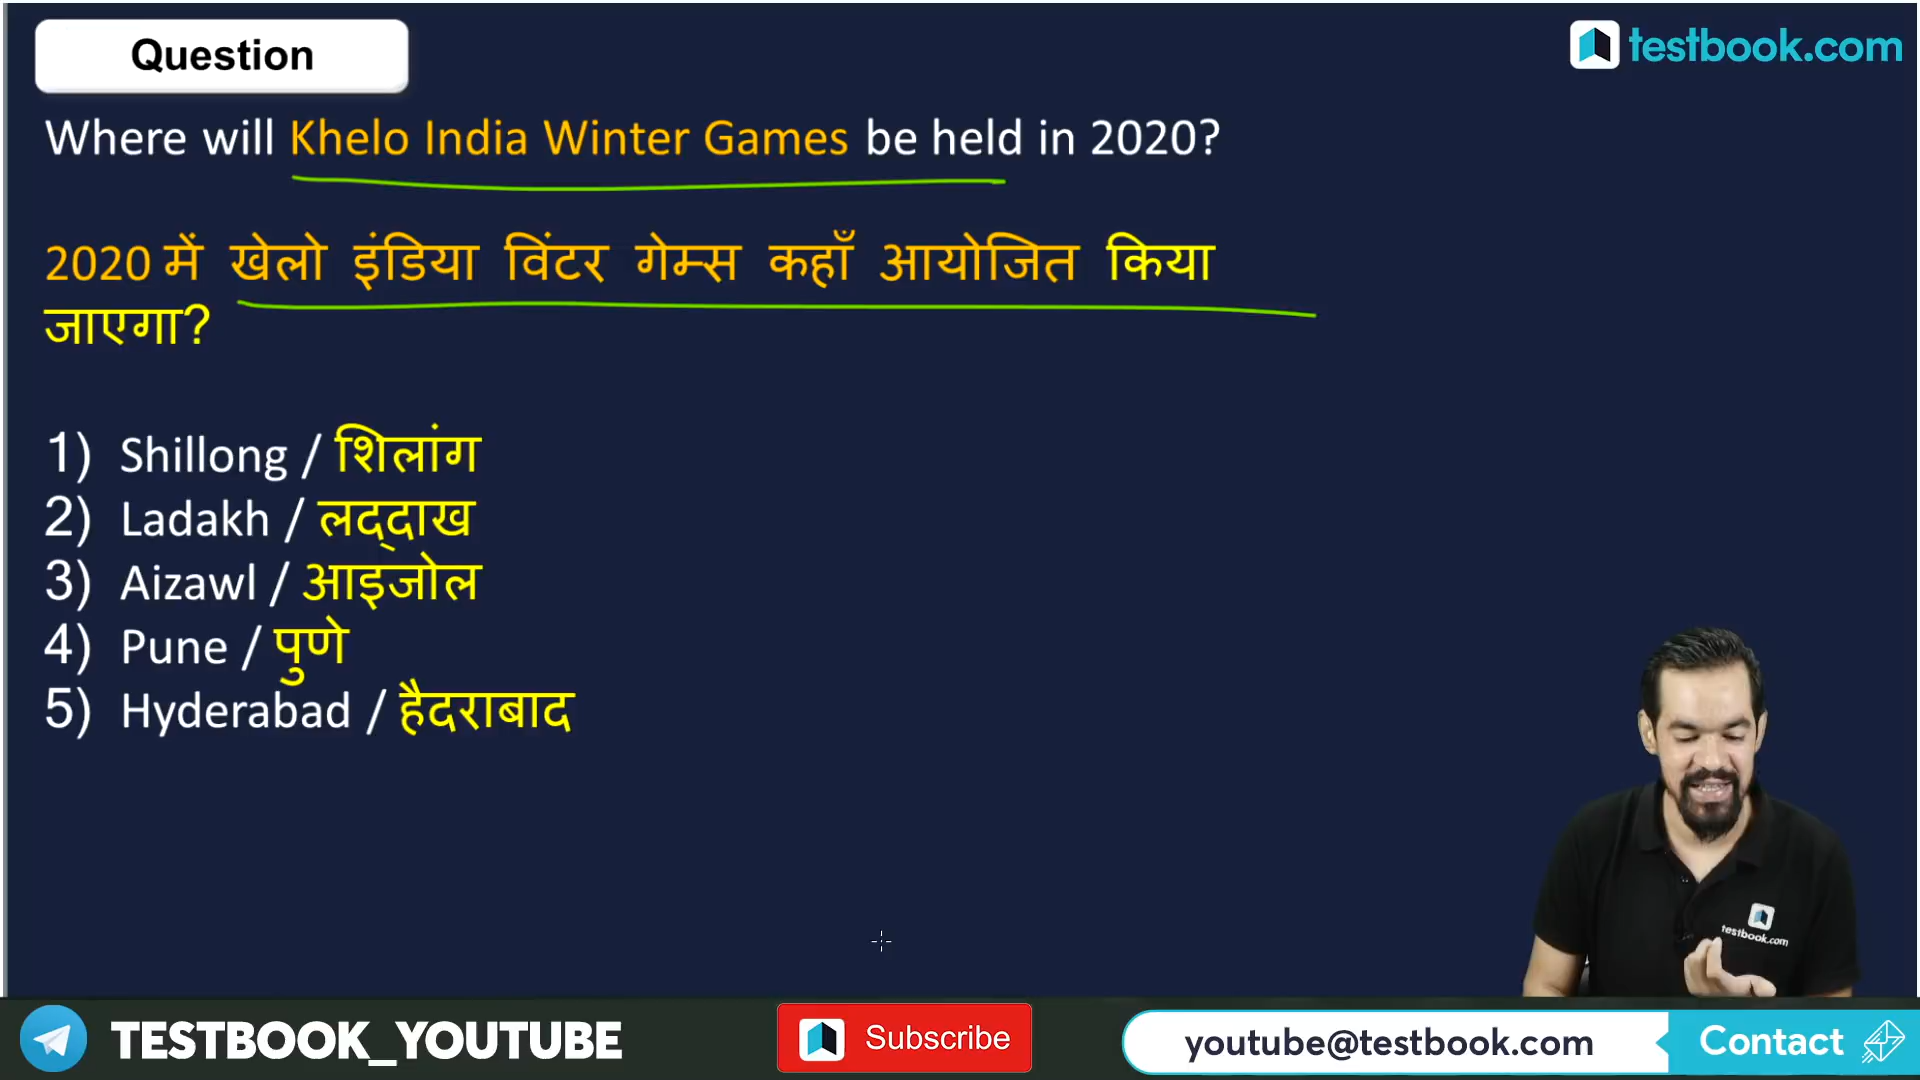 Question
testbook.com
Where will Khelo India Winter Games be held in 2020?
2020 में खेलो इंडिया विंटर गेम्स कहाँ आयोजित किया
जाएगा?
1) Shillong / शिलांग
2) Ladakh / लद्दाख
3) Aizawl / आइजोल
4) Pune / पुणे
5) Hyderabad / हैदराबाद
testbook.com
TESTBOOK_YOUTUBE
Subscribe
youtube@testbook.com
Contact